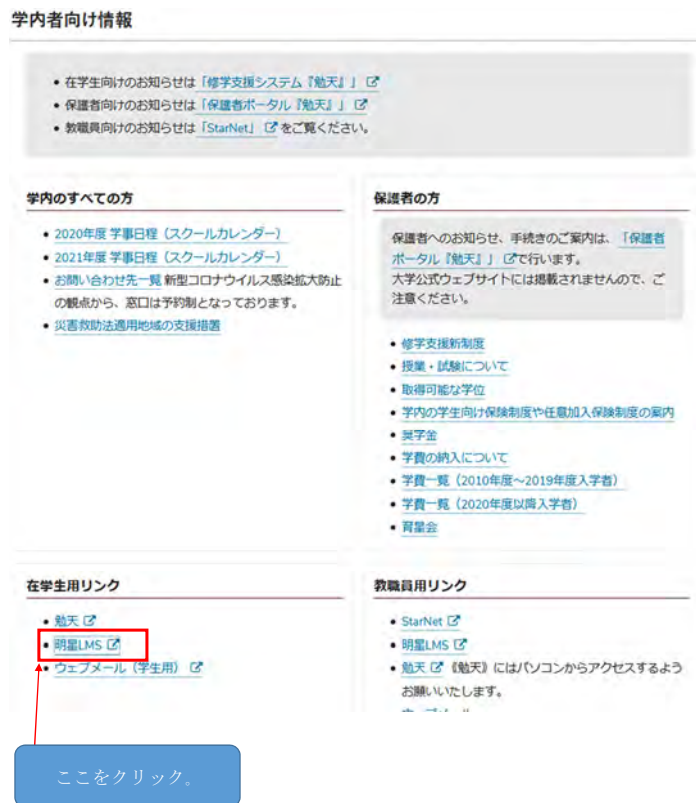 学内者向け情報
• 在学生向けのお知らせは「修学支援システム『勉天』」
• 保護者向けのお知らせは「保護者ポータル『勉天』」
• 教職員向けのお知らせは「StarNet」をご覧ください。
学内のすべての方
• 2020年度 学事日程（スクールカレンダー）
• 2021年度 学事日程（スクールカレンダー）
• お問い合わせ先一覧 新型コロナウイルス感染拡大防止
の観点から、窓口は予約制となっております。
• 災害救助法適用地域の支援措置
保護者の方
保護者へのお知らせ、手続きのご案内は、「保護者
ポータル『勉天』」で行います。
大学公式ウェブサイトには掲載されませんので、ご
注意ください。
• 修学支援新制度
• 授業・試験について
• 取得可能な学位
• 学内の学生向け保険制度や任意加入保険制度の案内
• 奨学金
• 学費の納入について
• 学費一覧（2010年度～2019年度入学者）
• 学費一覧（2020年度以降入学者）
• 育星会
在学生用リンク
• 勉天
• 明星LMS
• ウェブメール（学生用）
教職員用リンク
• StarNet
• 明星LMS
• 勉天 《勉天》にはパソコンからアクセスするよう
お願いいたします。
ここをクリック。